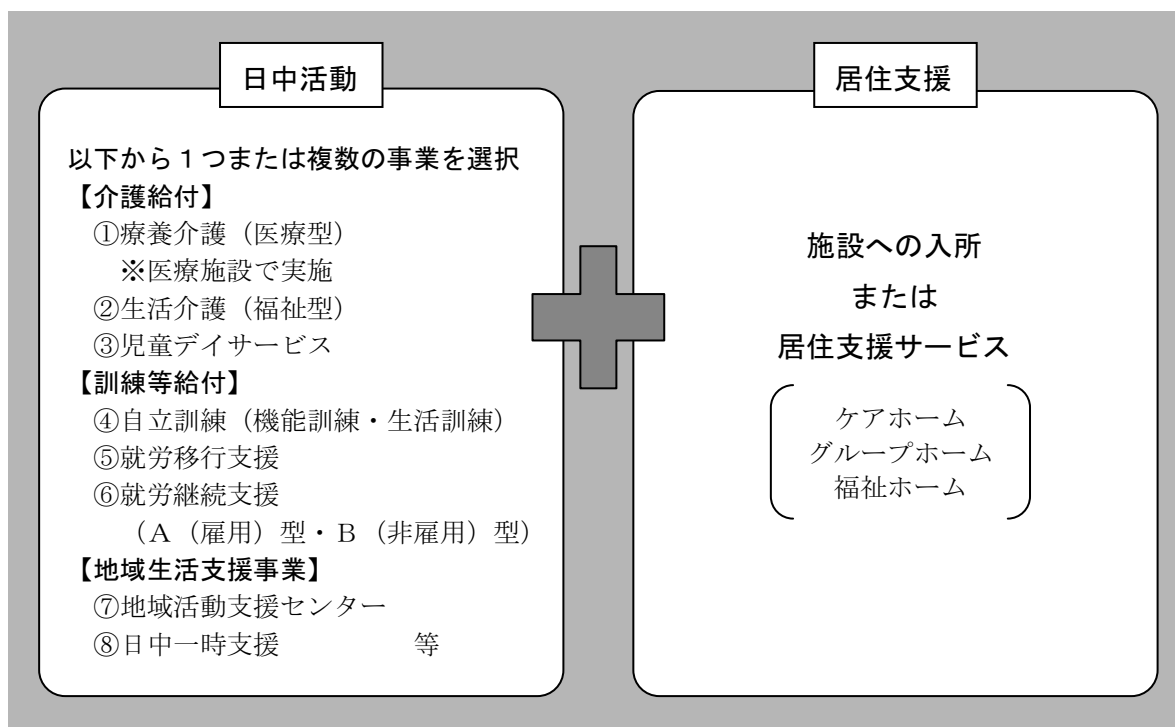 日中活動
以下から１つまたは複数の事業を選択
【介護給付】
①療養介護（医療型）
※医療施設で実施
②生活介護（福祉型）
③児童デイサービス
【訓練等給付】
④自立訓練（機能訓練・生活訓練）
⑤就労移行支援
⑥就労継続支援
（Ａ（雇用）型・Ｂ（非雇用）型）
【地域生活支援事業】
⑦地域活動支援センター
⑧日中一時支援　　　　　等
居住支援
施設への入所
または
居住支援サービス
ケアホーム
グループホーム
福祉ホーム